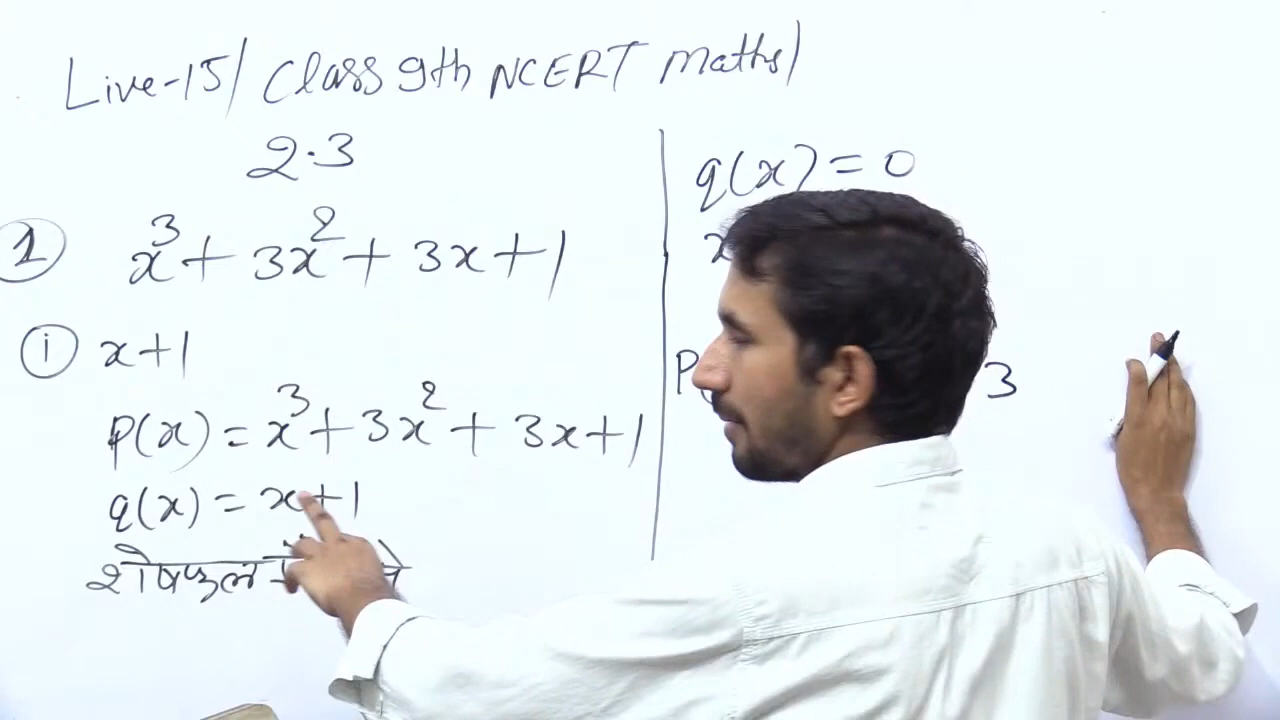 Live-15/ Class 9th NCERT Maths/
2.3
1 x³ + 3x² + 3x + 1
i x+1
p(x) = x³ + 3x² + 3x + 1
q(x) = x+1
शेषफल
q(x) = 0
x
P 3